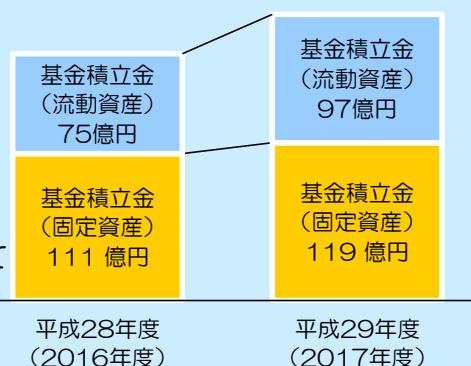 基金積立金
（流動資産）
75億円
基金積立金
（固定資産）
111 億円
基金積立金
（流動資産）
97億円
基金積立金
（固定資産）
119 億円
平成28年度
（2016年度）
平成29年度
（2017年度）